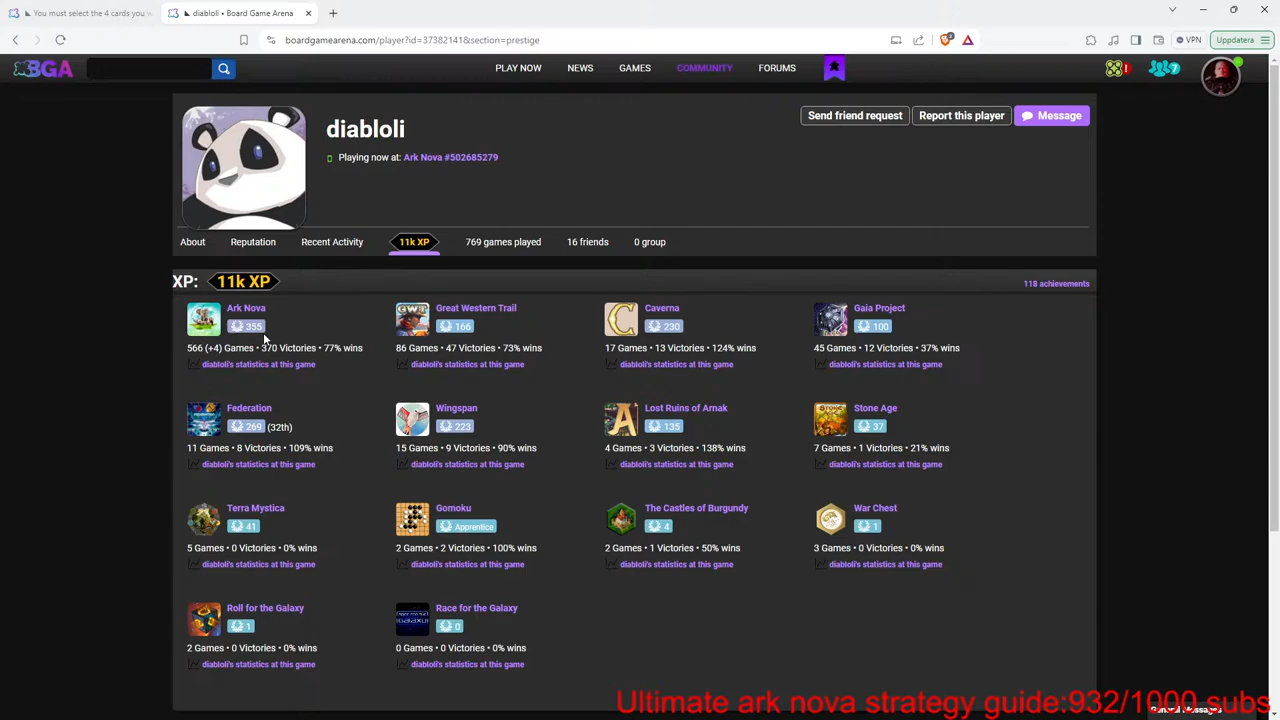 You must select the 4 cards you w
diabloli • Board Game Arena
boardgamearena.com/player?id=37382141&section=prestige
VPN
Uppdatera
BGA
PLAY NOW NEWS GAMES COMMUNITY FORUMS
7
diabloli
Send friend request Report this player Message
Playing now at: Ark Nova #502685279
About Reputation Recent Activity 11k XP 769 games played 16 friends 0 group
XP: 11k XP
118 achievements
Ark Nova
355
566 (+4) Games • 370 Victories • 77% wins
diabloli's statistics at this game
Great Western Trail
166
86 Games • 47 Victories • 73% wins
diabloli's statistics at this game
Caverna
230
17 Games • 13 Victories • 124% wins
diabloli's statistics at this game
Gaia Project
100
45 Games • 12 Victories • 37% wins
diabloli's statistics at this game
Federation
269 (32th)
11 Games • 8 Victories • 109% wins
diabloli's statistics at this game
Wingspan
223
15 Games • 9 Victories • 90% wins
diabloli's statistics at this game
Lost Ruins of Arnak
135
4 Games • 3 Victories • 138% wins
diabloli's statistics at this game
Stone Age
37
7 Games • 1 Victory • 21% wins
diabloli's statistics at this game
Terra Mystica
41
5 Games • 0 Victories • 0% wins
diabloli's statistics at this game
Gomoku
Apprentice
2 Games • 2 Victories • 100% wins
diabloli's statistics at this game
The Castles of Burgundy
4
2 Games • 1 Victory • 50% wins
diabloli's statistics at this game
War Chest
1
3 Games • 0 Victories • 0% wins
diabloli's statistics at this game
Roll for the Galaxy
1
2 Games • 0 Victories • 0% wins
diabloli's statistics at this game
Race for the Galaxy
0
0 Games • 0 Victories • 0% wins
diabloli's statistics at this game
Ultimate ark nova strategy guide:932/1000 subs